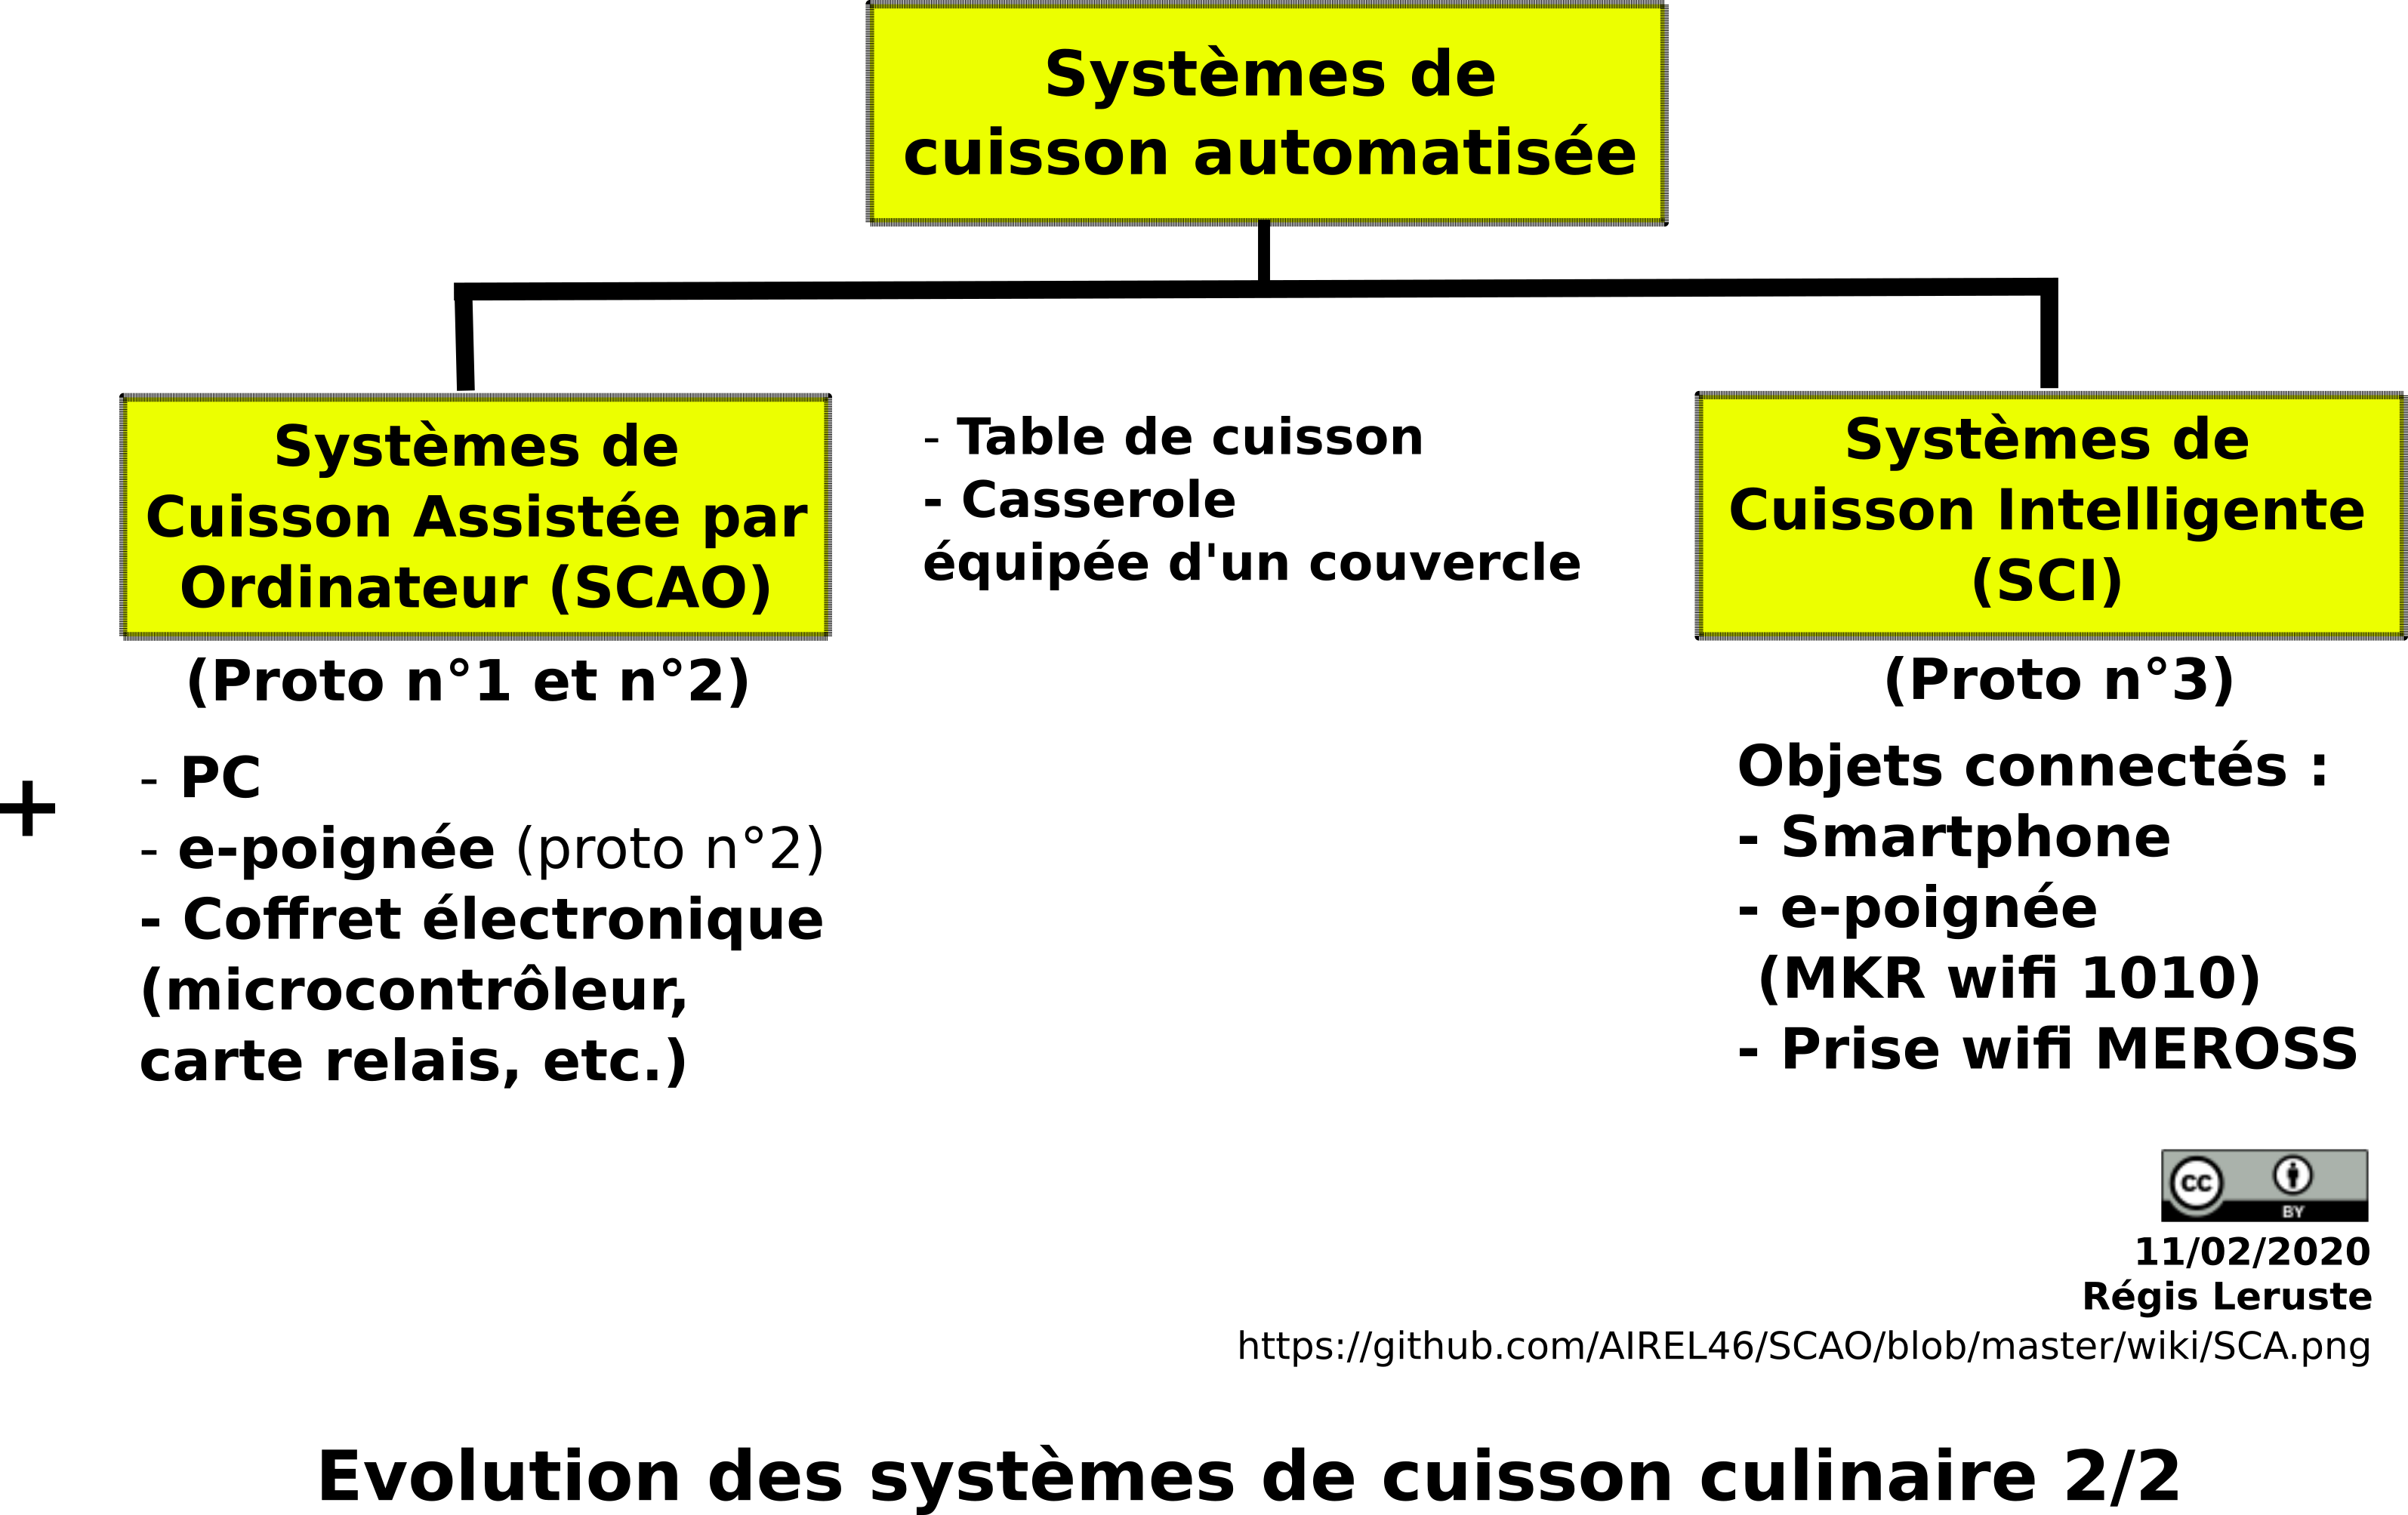 Systèmes de
cuisson automatisée
Systèmes de
Cuisson Assistée par
Ordinateur (SCAO)
(Proto n°1 et n°2)
+
- PC
- e-poignée (proto n°2)
- Coffret électronique
(microcontrôleur,
carte relais, etc.)
- Table de cuisson
- Casserole
équipée d'un couvercle
Systèmes de
Cuisson Intelligente
(SCI)
(Proto n°3)
Objets connectés :
- Smartphone
- e-poignée
(MKR wifi 1010)
- Prise wifi MEROSS
cc
BY
11/02/2020
Régis Leruste
https://github.com/AIREL46/SCAO/blob/master/wiki/SCA.png
Evolution des systèmes de cuisson culinaire 2/2